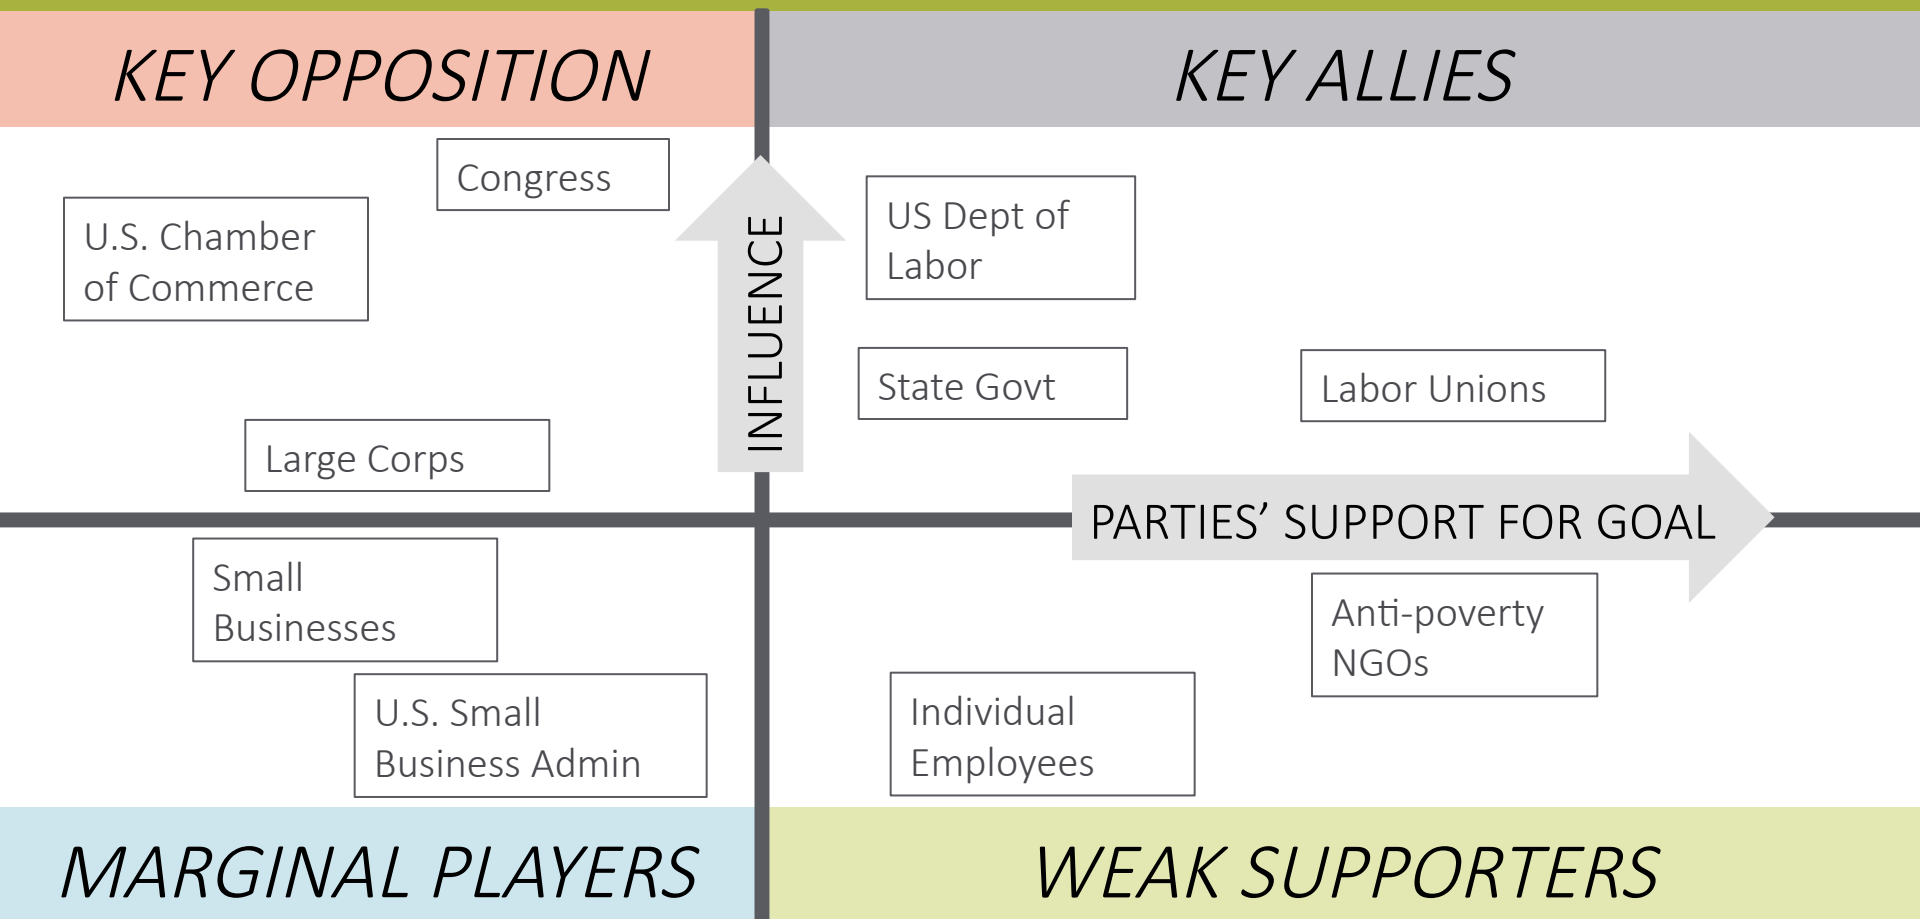 KEY OPPOSITION
KEY ALLIES
Congress
U.S. Chamber
of Commerce
Large Corps
INFLUENCE
US Dept of
Labor
State Govt
Labor Unions
PARTIES’ SUPPORT FOR GOAL
Small
Businesses
U.S. Small
Business Admin
Anti-poverty
NGOs
Individual
Employees
MARGINAL PLAYERS
WEAK SUPPORTERS